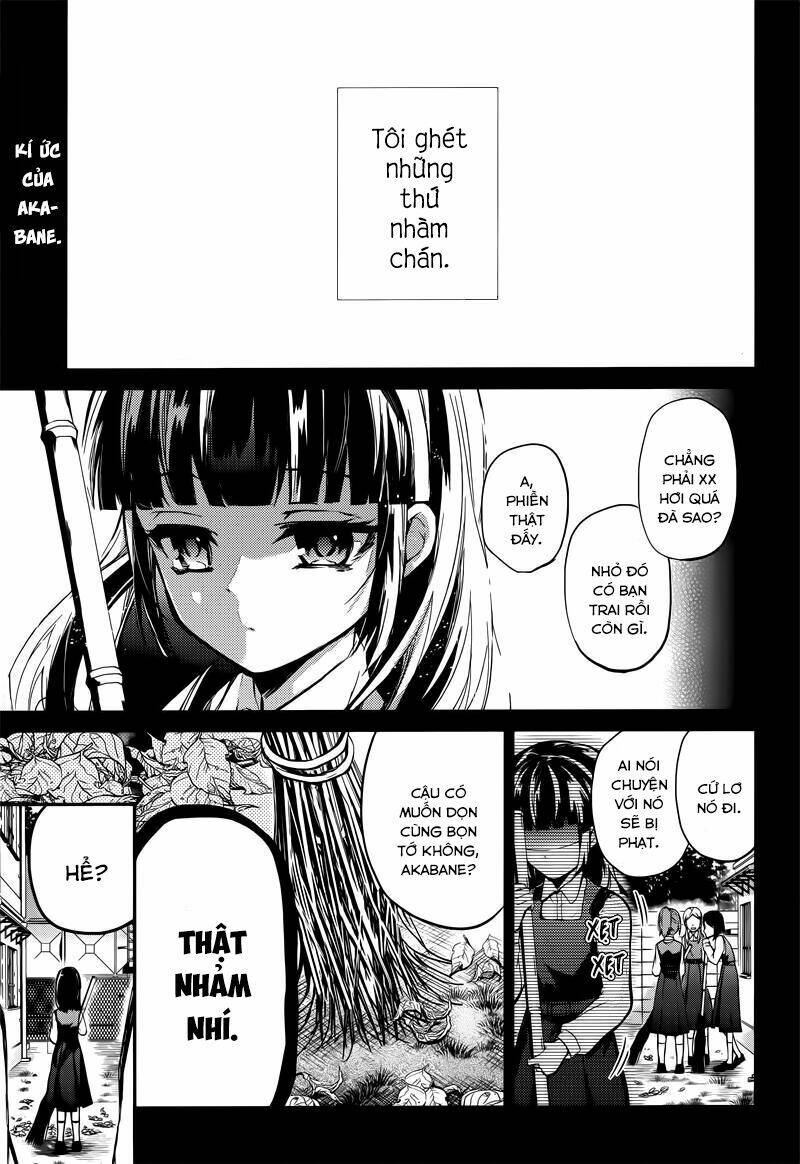 KÍ ỨC
CỦA
AKA-
BANE.
Tôi ghét
những
thứ
nhàm
chán.
CHẲNG
PHẢI XX
HƠI QUÁ
ĐÀ SAO?
NHỎ ĐÓ
CÓ BẠN
TRAI RỒI
CÒN GÌ.
A,
PHIỀN
THẬT
ĐẤY.
CỨ LƠ
NÓ ĐI.
AI NÓI
CHUYỆN
VỚI NÓ
SẼ BỊ
PHẠT.
XẸT
XẸT
CẬU CÓ
MUỐN DỌN
CÙNG BỌN
TỚ KHÔNG,
AKABANE?
THẬT
NHẢM
NHÍ.
HỂ?